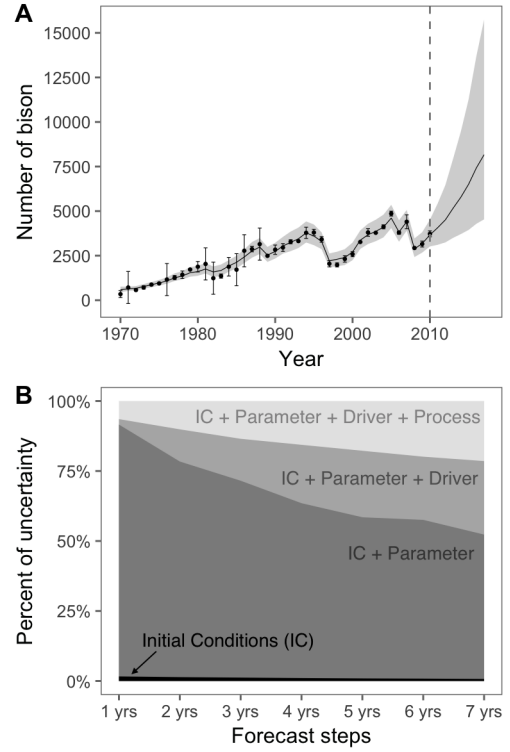 A
Number of bison
15000
12500
10000
7500
5000
2500
0
1970 1980 1990 2000 2010
Year
B
Percent of uncertainty
100%
75%
50%
25%
0%
IC + Parameter + Driver + Process
IC + Parameter + Driver
IC + Parameter
Initial Conditions (IC)
1 yrs 2 yrs 3 yrs 4 yrs 5 yrs 6 yrs 7 yrs
Forecast steps